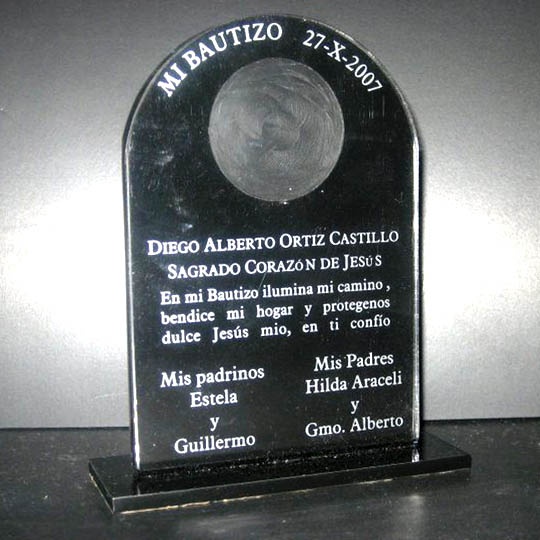 MI BAUTIZO 27-X-2007
DIEGO ALBERTO ORTIZ CASTILLO
SAGRADO CORAZÓN DE JESÚS
En mi Bautizo ilumina mi camino,
bendice mi hogar y protegenos
dulce Jesús mio, en ti confío
Mis padrinos
Estela
y
Guillermo
Mis Padres
Hilda Araceli
y
Gmo. Alberto